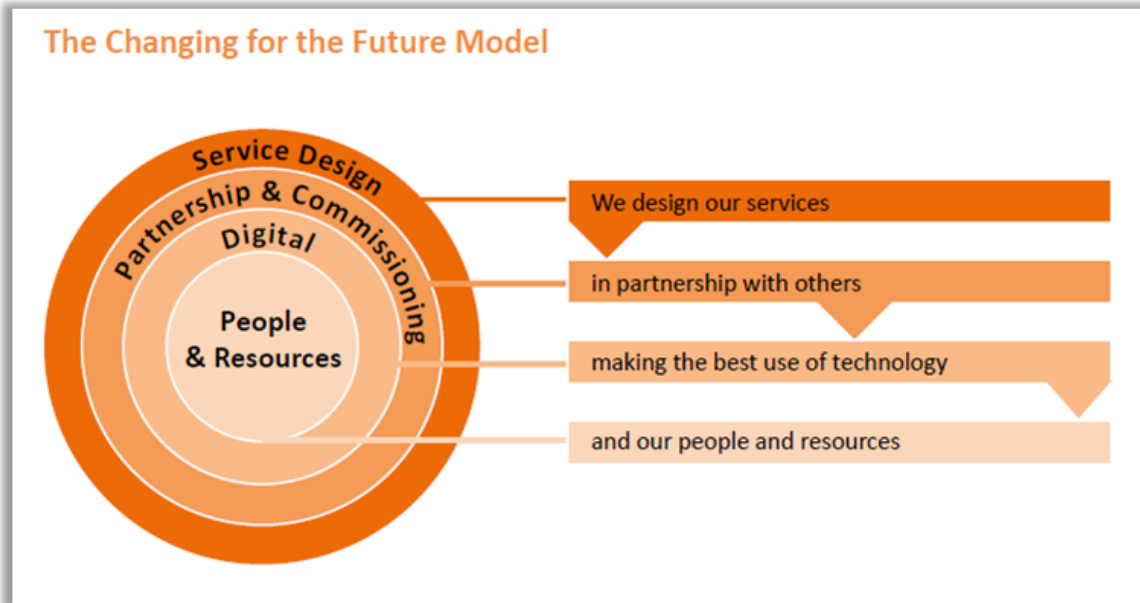 The Changing for the Future Model
Service Design
Partnership & Commissioning
Digital
People
& Resources
We design our services
in partnership with others
making the best use of technology
and our people and resources